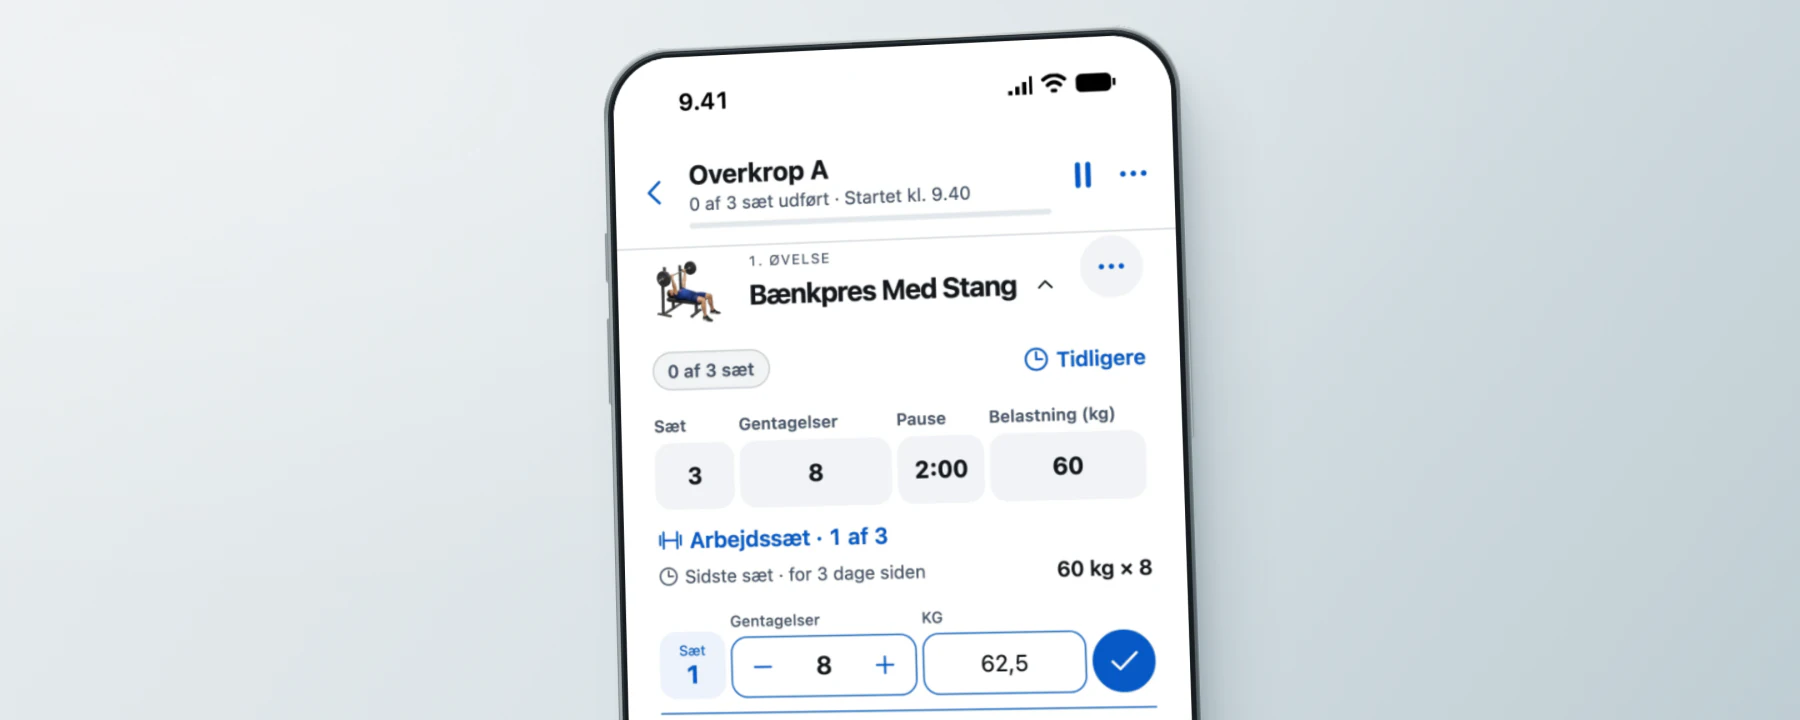 9.41
Overkrop A
0 af 3 sæt udført · Startet kl. 9.40
1. ØVELSE
Bænkpres Med Stang
0 af 3 sæt
Tidligere
Sæt Gentagelser Pause Belastning (kg)
3 8 2:00 60
Arbejdssæt · 1 af 3
Sidste sæt · for 3 dage siden 60 kg × 8
Gentagelser KG
Sæt
1 − 8 + 62,5